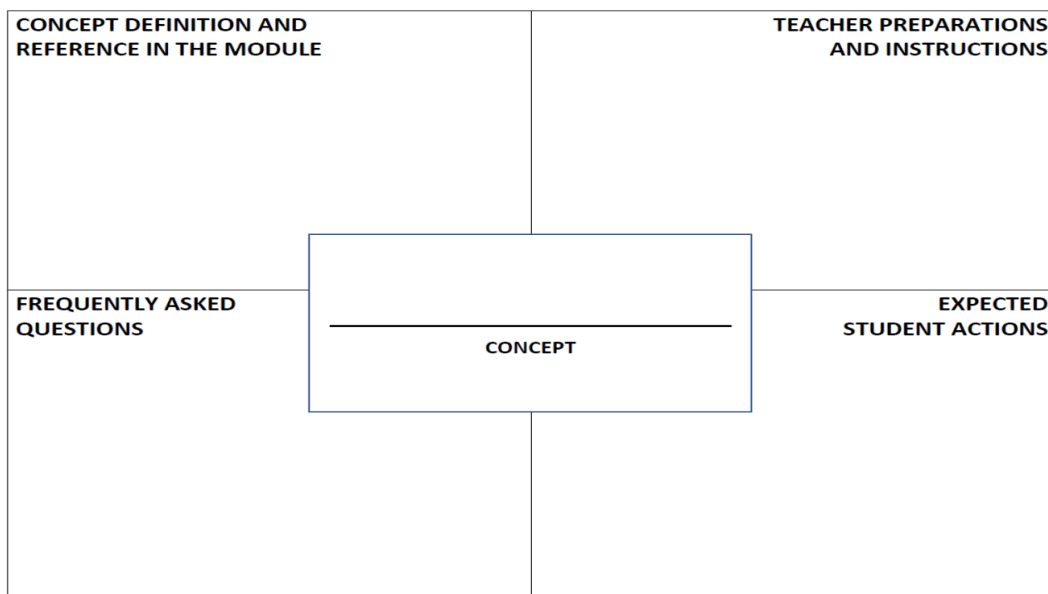 CONCEPT DEFINITION AND
REFERENCE IN THE MODULE
TEACHER PREPARATIONS
AND INSTRUCTIONS
FREQUENTLY ASKED
QUESTIONS
CONCEPT
EXPECTED
STUDENT ACTIONS